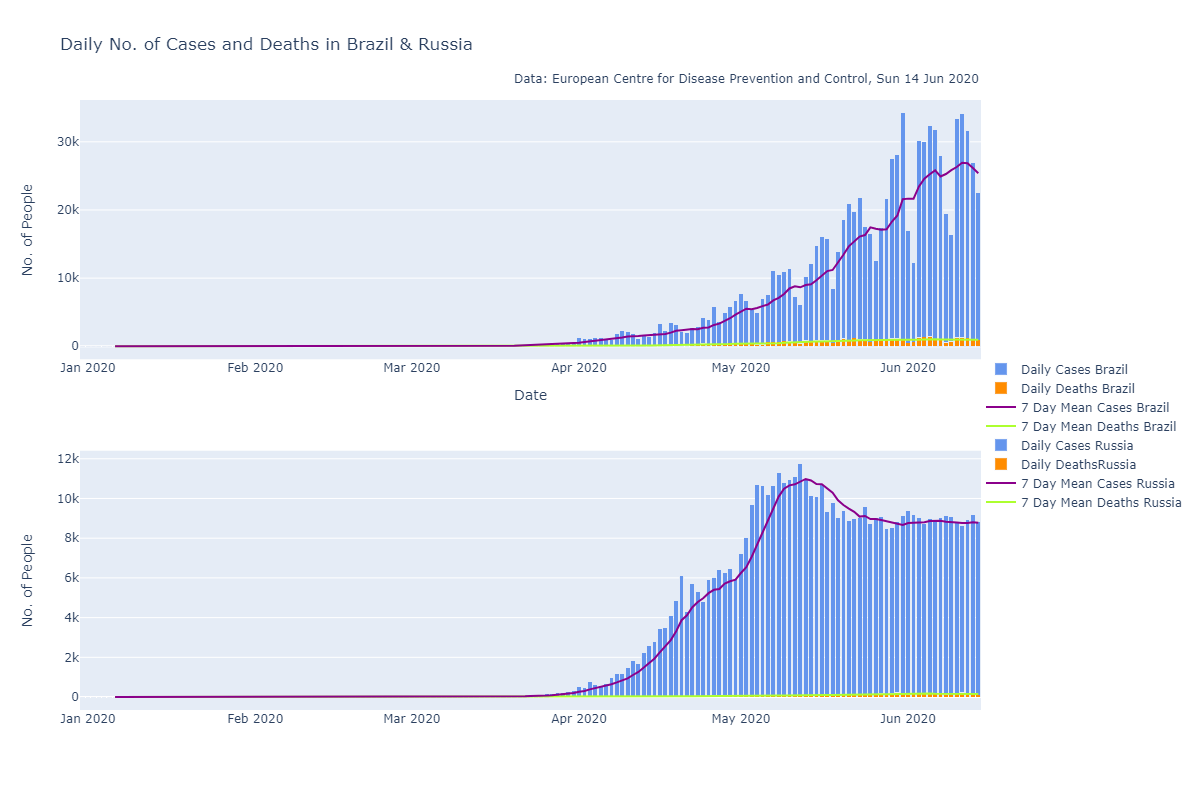 Daily No. of Cases and Deaths in Brazil & Russia
Data: European Centre for Disease Prevention and Control, Sun 14 Jun 2020
No. of People
30k
20k
10k
0
Jan 2020 Feb 2020 Mar 2020 Apr 2020 May 2020 Jun 2020
Date
Daily Cases Brazil
Daily Deaths Brazil
7 Day Mean Cases Brazil
7 Day Mean Deaths Brazil
Daily Cases Russia
Daily DeathsRussia
7 Day Mean Cases Russia
7 Day Mean Deaths Russia
No. of People
12k
10k
8k
6k
4k
2k
0
Jan 2020 Feb 2020 Mar 2020 Apr 2020 May 2020 Jun 2020